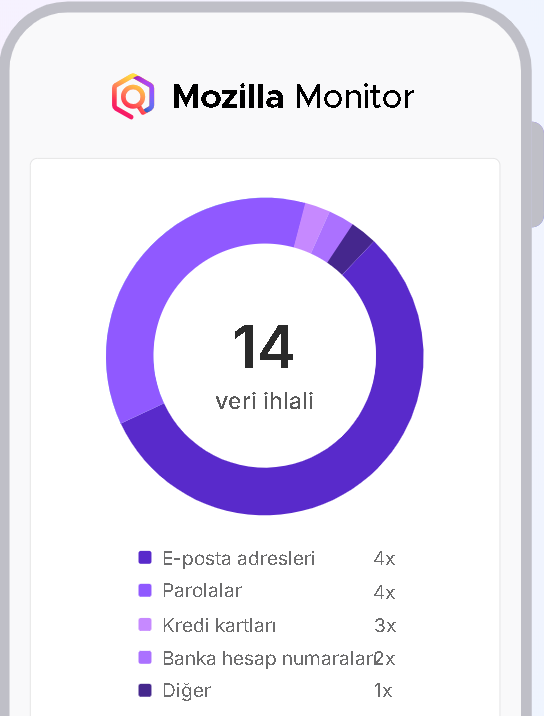 Mozilla Monitor
14
veri ihlali
E-posta adresleri 4x
Parolalar 4x
Kredi kartları 3x
Banka hesap numaraları 2x
Diğer 1x